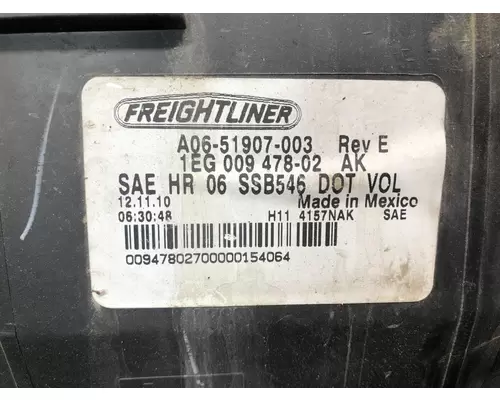 FREIGHTLINER
A06-51907-003 Rev E
1EG 009 478-02 AK
SAE HR 06 SSB546 DOT VOL
12.11.10 Made in Mexico
06:30:48 H11 4157NAK SAE
00947802700000154064